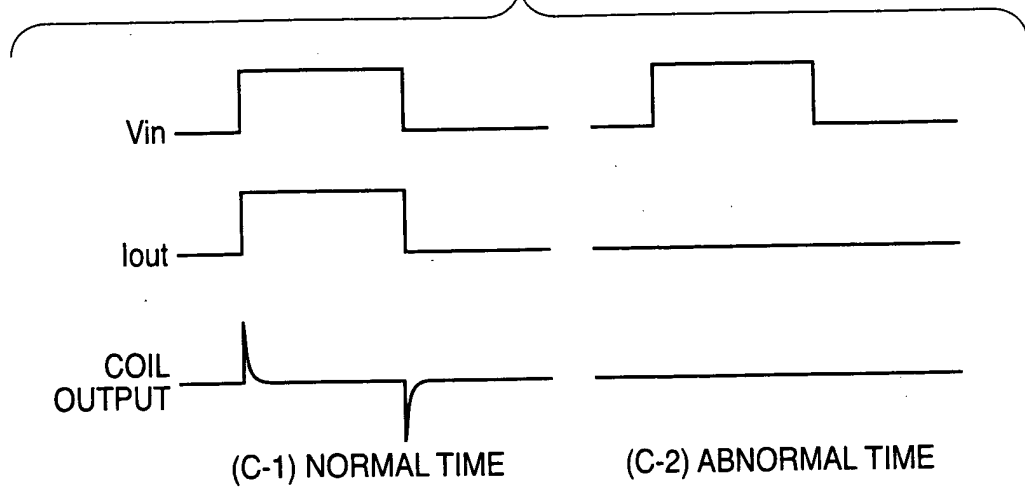 Vin
Iout
COIL
OUTPUT
(C-1) NORMAL TIME
(C-2) ABNORMAL TIME